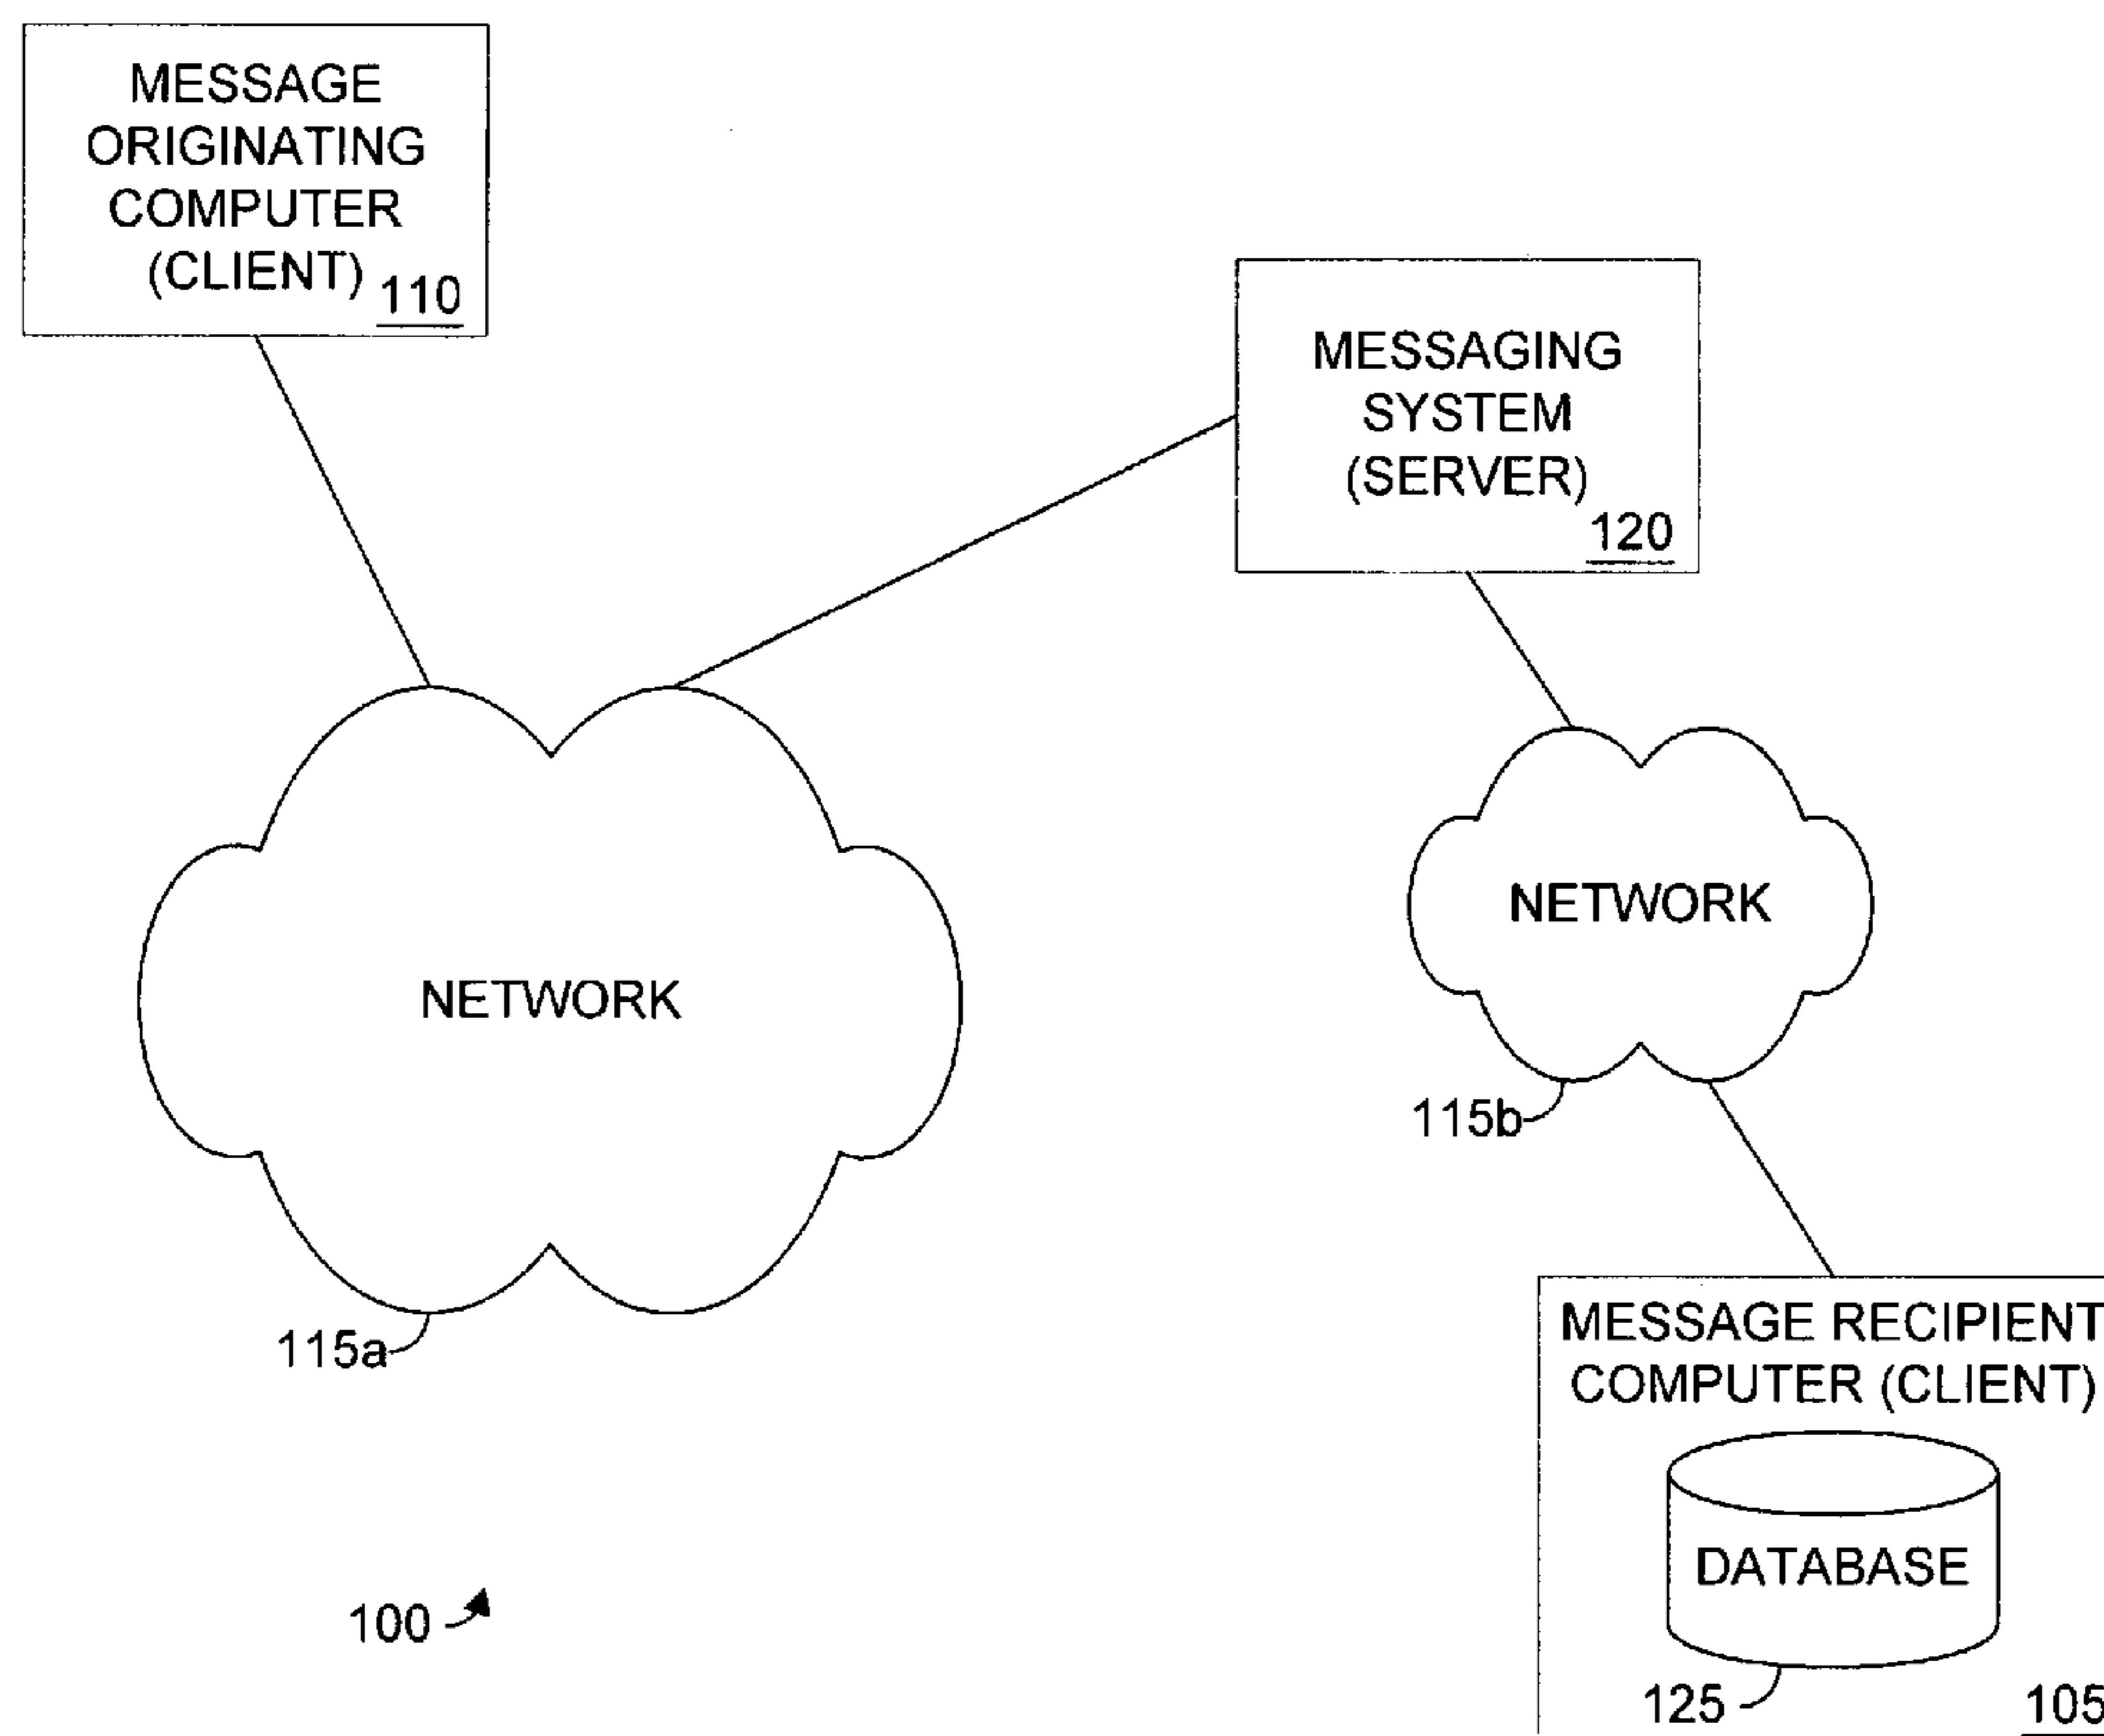 MESSAGE
ORIGINATING
COMPUTER
(CLIENT)
110
MESSAGING
SYSTEM
(SERVER)
120
NETWORK
115a
NETWORK
115b
MESSAGE RECIPIENT
COMPUTER (CLIENT)
DATABASE
125
105
100